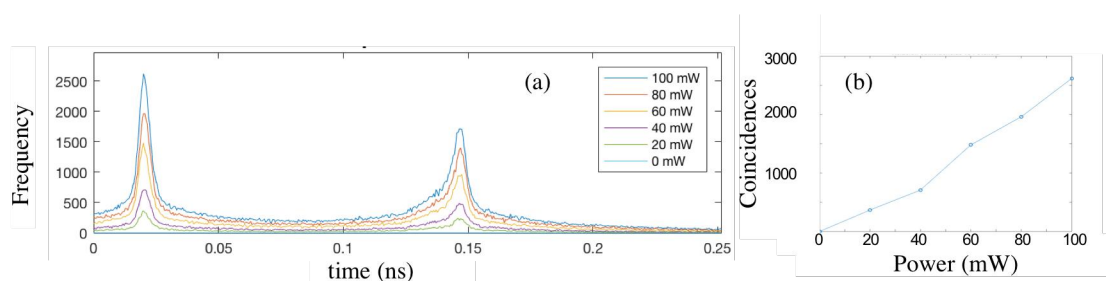 Frequency
2500
2000
1500
1000
500
0
0
0.05
0.1
0.15
0.2
0.25
time (ns)
(a)
100 mW
80 mW
60 mW
40 mW
20 mW
0 mW
Coincidences
3000
2000
1000
0
(b)
0
20
40
60
80
100
Power (mW)